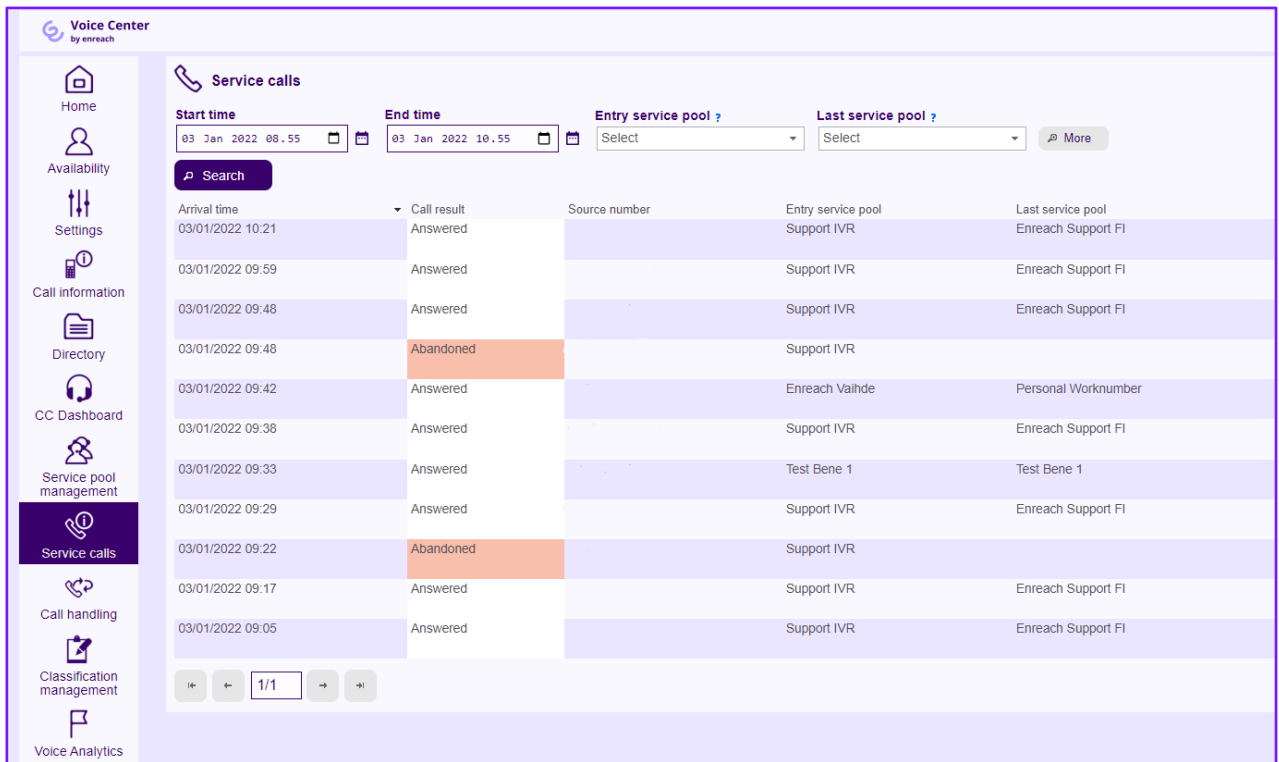 Voice Center
by enreach
Home
Availability
Settings
Call information
Directory
CC Dashboard
Service pool
management
Service calls
Call handling
Classification
management
Voice Analytics
Service calls
Start time End time Entry service pool ? Last service pool ?
03 Jan 2022 08.55 03 Jan 2022 10.55 Select Select More
Search
Arrival time Call result Source number Entry service pool Last service pool
03/01/2022 10:21 Answered Support IVR Enreach Support FI
03/01/2022 09:59 Answered Support IVR Enreach Support FI
03/01/2022 09:48 Answered Support IVR Enreach Support FI
03/01/2022 09:48 Abandoned Support IVR
03/01/2022 09:42 Answered Enreach Vaihde Personal Worknumber
03/01/2022 09:38 Answered Support IVR Enreach Support FI
03/01/2022 09:33 Answered Test Bene 1 Test Bene 1
03/01/2022 09:29 Answered Support IVR Enreach Support FI
03/01/2022 09:22 Abandoned Support IVR
03/01/2022 09:17 Answered Support IVR Enreach Support FI
03/01/2022 09:05 Answered Support IVR Enreach Support FI
1/1